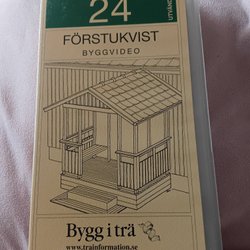 24
FÖRSTUKVIST
BYGGVIDEO
Bygg i trä
www.trainformation.se